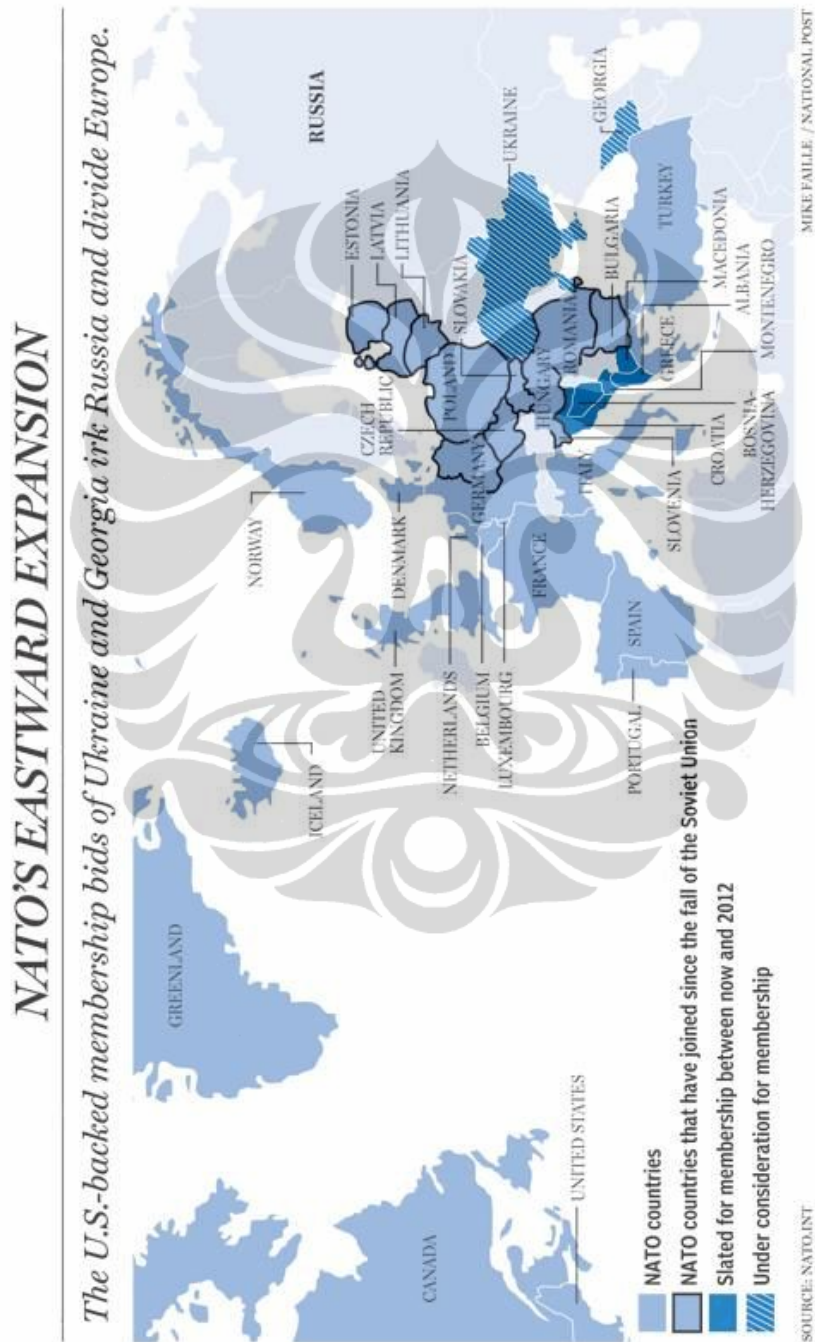 NATO'S EASTWARD EXPANSION
The U.S.-backed membership bids of Ukraine and Georgia irk Russia and divide Europe.
GREENLAND
ICELAND
NORWAY
RUSSIA
CANADA
UNITED STATES
UNITED
KINGDOM
DENMARK
NETHERLANDS
BELGIUM
LUXEMBOURG
GERMANY
FRANCE
PORTUGAL
SPAIN
ITALY
CZECH
REPUBLIC
POLAND
SLOVAKIA
ESTONIA
LATVIA
LITHUANIA
UKRAINE
GEORGIA
HUNGARY
ROMANIA
BULGARIA
TURKEY
GREECE
MACEDONIA
ALBANIA
MONTENEGRO
BOSNIA-
HERZEGOVINA
CROATIA
SLOVENIA
NATO countries
NATO countries that have joined since the fall of the Soviet Union
Slated for membership between now and 2012
Under consideration for membership
SOURCE: NATO.INT
MIKE FAILLE / NATIONAL POST